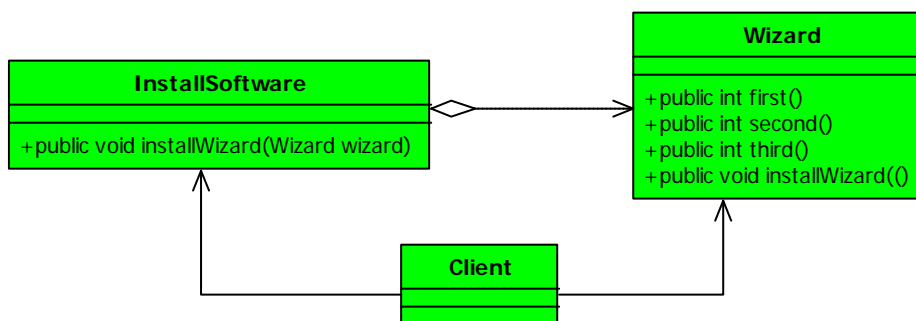 InstallSoftware
+public void installWizard(Wizard wizard)
Wizard
+public int first()
+public int second()
+public int third()
+public void installWizard(()
Client